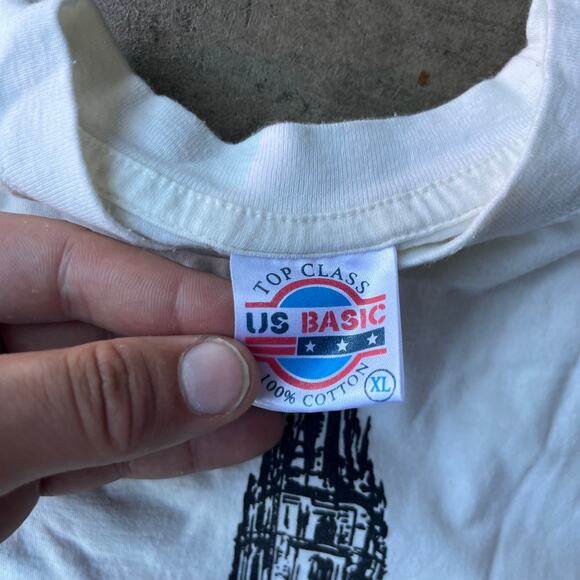 TOP CLASS
US BASIC
100% COTTON
XL